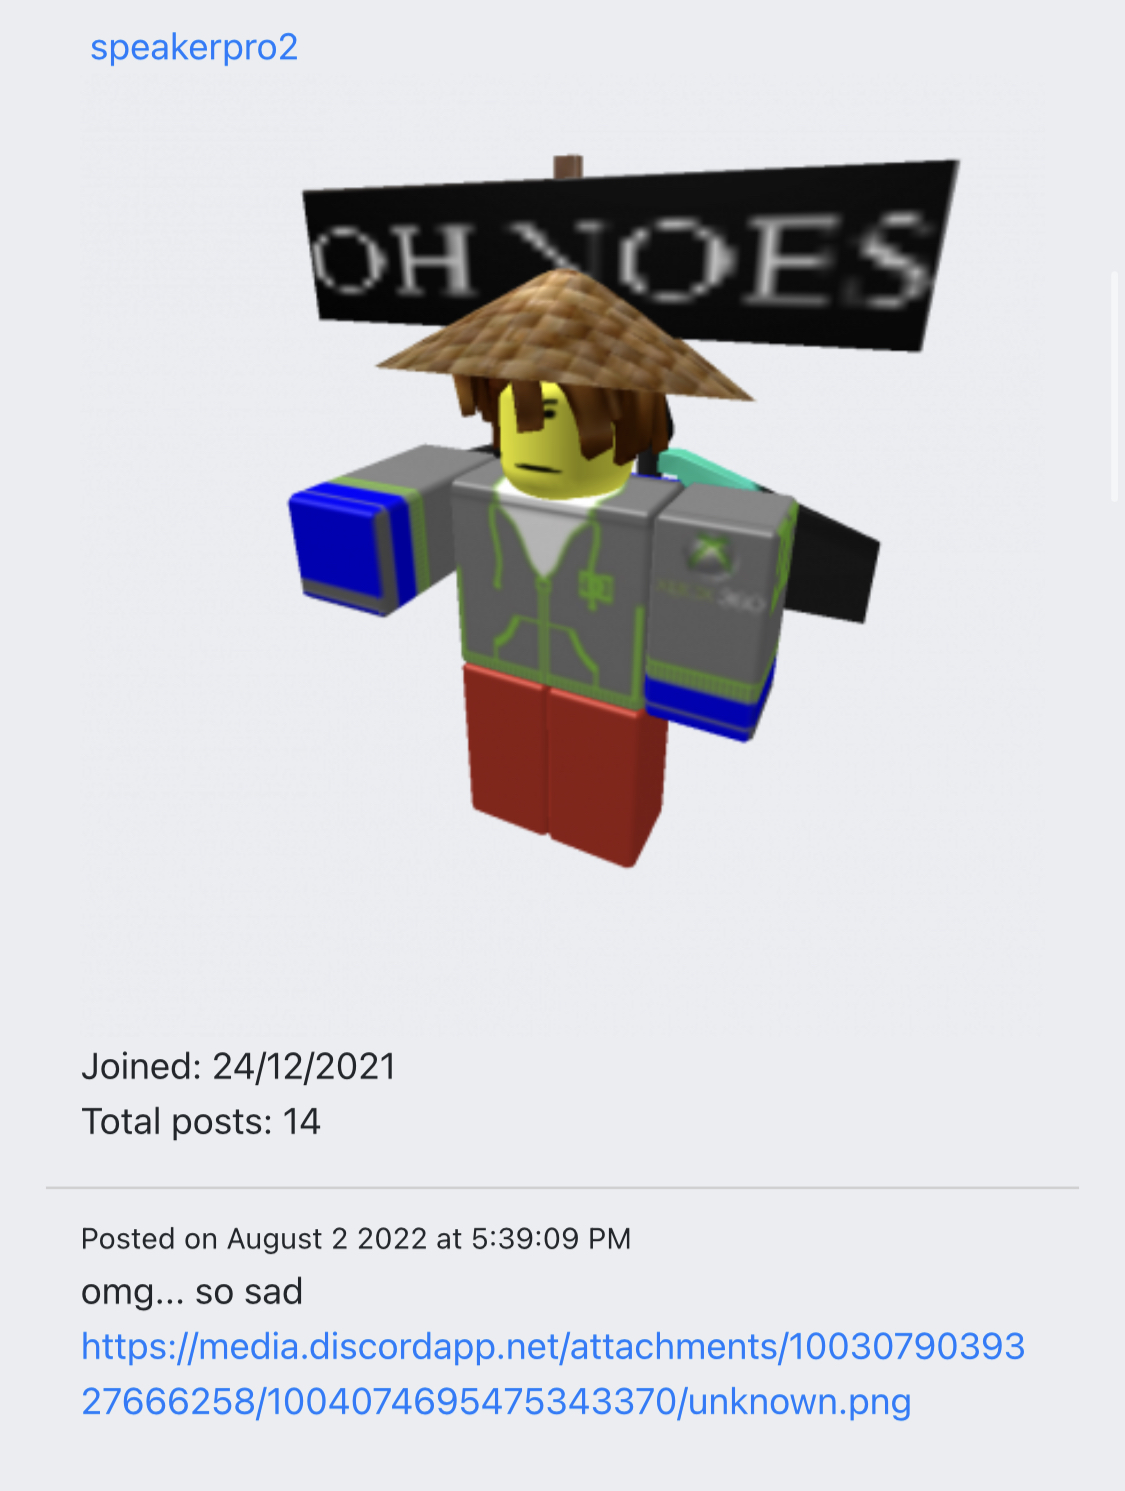 speakerpro2
OH NOES
360
Joined: 24/12/2021
Total posts: 14
Posted on August 2 2022 at 5:39:09 PM
omg... so sad
https://media.discordapp.net/attachments/10030790393
27666258/1004074695475343370/unknown.png